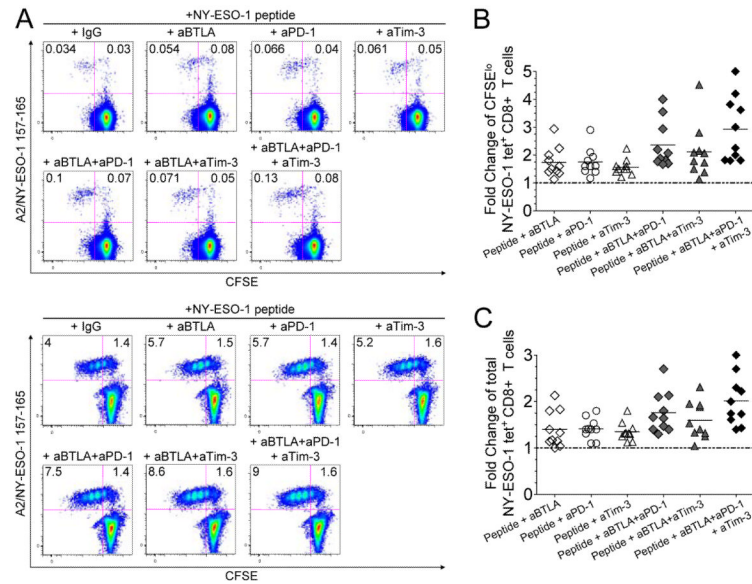 A
+NY-ESO-1 peptide
+ IgG
+ aBTLA
+ aPD-1
+ aTim-3
0.034 0.03
0.054 0.08
0.066 0.04
0.061 0.05
+ aBTLA+aPD-1
+ aBTLA+aTim-3
+ aBTLA+aPD-1
+ aTim-3
0.1 0.07
0.071 0.05
0.13 0.08
A2/NY-ESO-1 157-165
CFSE
+NY-ESO-1 peptide
+ IgG
+ aBTLA
+ aPD-1
+ aTim-3
4 1.4
5.7 1.5
5.7 1.4
5.2 1.6
+ aBTLA+aPD-1
+ aBTLA+aTim-3
+ aBTLA+aPD-1
+ aTim-3
7.5 1.4
8.6 1.6
9 1.6
A2/NY-ESO-1 157-165
CFSE
B
Fold Change of CFSElo
NY-ESO-1 tet+ CD8+ T cells
5
4
3
2
1
0
Peptide + aBTLA
Peptide + aPD-1
Peptide + aTim-3
Peptide + aBTLA+aPD-1
Peptide + aBTLA+aTim-3
Peptide + aBTLA+aPD-1
+ aTim-3
C
Fold Change of total
NY-ESO-1 tet+ CD8+ T cells
3
2
1
0
Peptide + aBTLA
Peptide + aPD-1
Peptide + aTim-3
Peptide + aBTLA+aPD-1
Peptide + aBTLA+aTim-3
Peptide + aBTLA+aPD-1
+ aTim-3